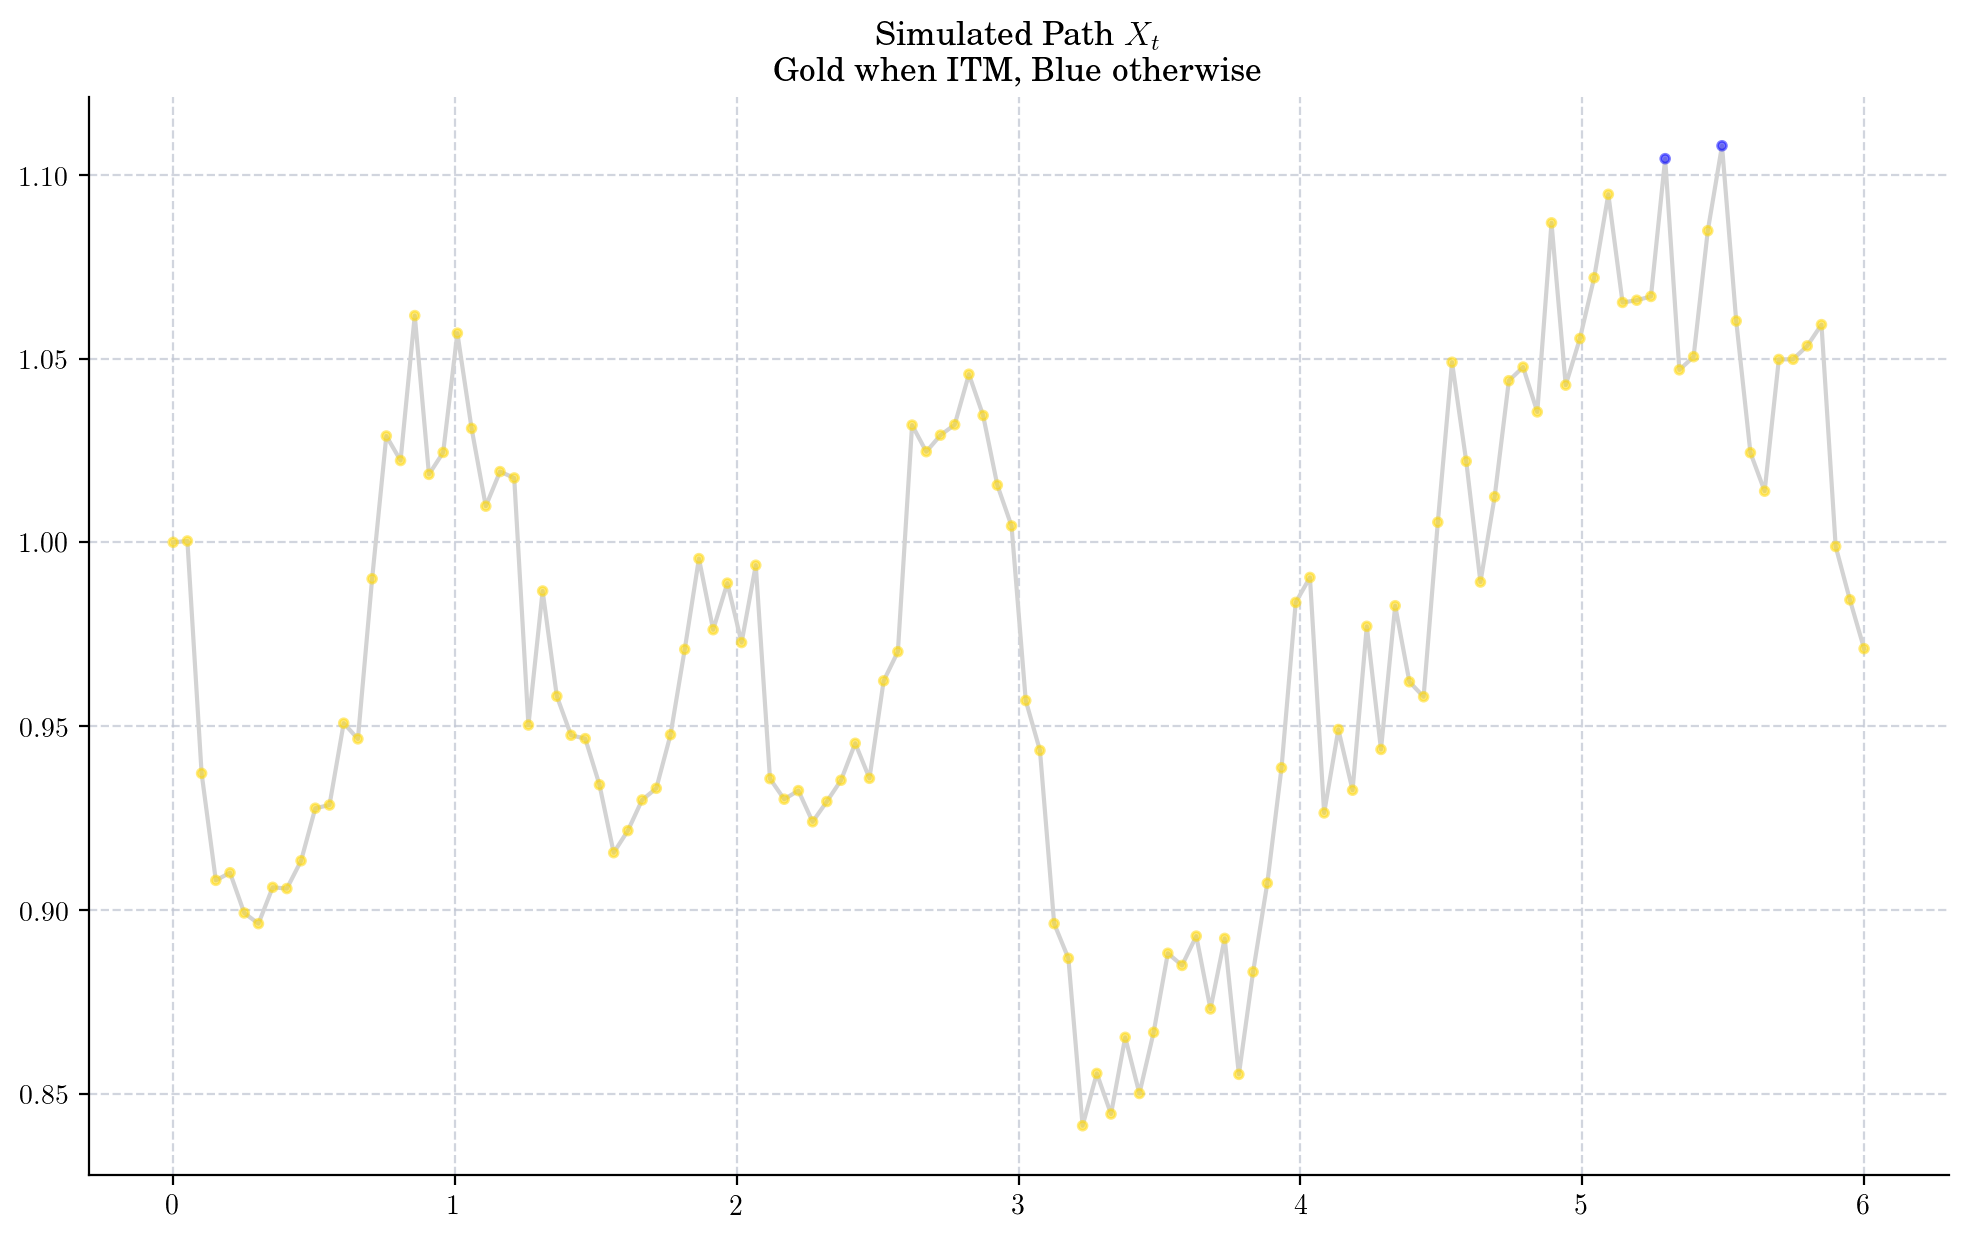 Simulated Path X_t
Gold when ITM, Blue otherwise
1.10
1.05
1.00
0.95
0.90
0.85
0 1 2 3 4 5 6